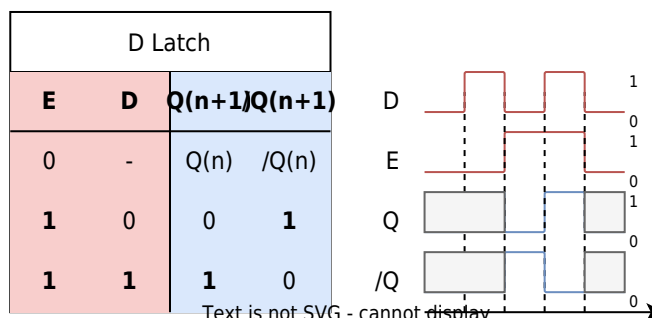 D Latch
E D Q(n+1) /Q(n+1)
0 - Q(n) /Q(n)
1 0 0 1
1 1 1 0
D 1 0
E 1 0
Q 1 0
/Q 0
Text is not SVG - cannot display